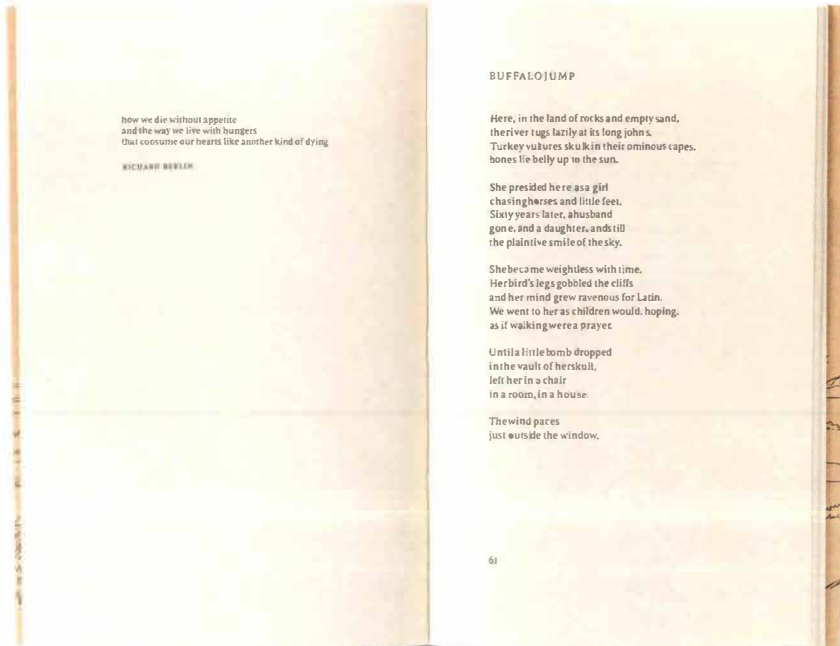 how we die without appetite
and the way we live with hungers
that consume our hearts like another kind of dying
RICHARD BERLIN
BUFFALO JUMP
Here, in the land of rocks and empty sand,
the river tugs lazily at its long johns.
Turkey vultures skulk in their ominous capes,
bones lie belly up to the sun.
She presided here as a girl
chasing horses and little feet.
Sixty years later, a husband
gone, and a daughter, and still
the plaintive smile of the sky.
She became weightless with time.
Her bird's legs gobbled the cliffs
and her mind grew ravenous for Latin.
We went to her as children would, hoping,
as if walking were a prayer.
Until a little bomb dropped
in the vault of her skull,
left her in a chair
in a room, in a house.
The wind paces
just outside the window,
61